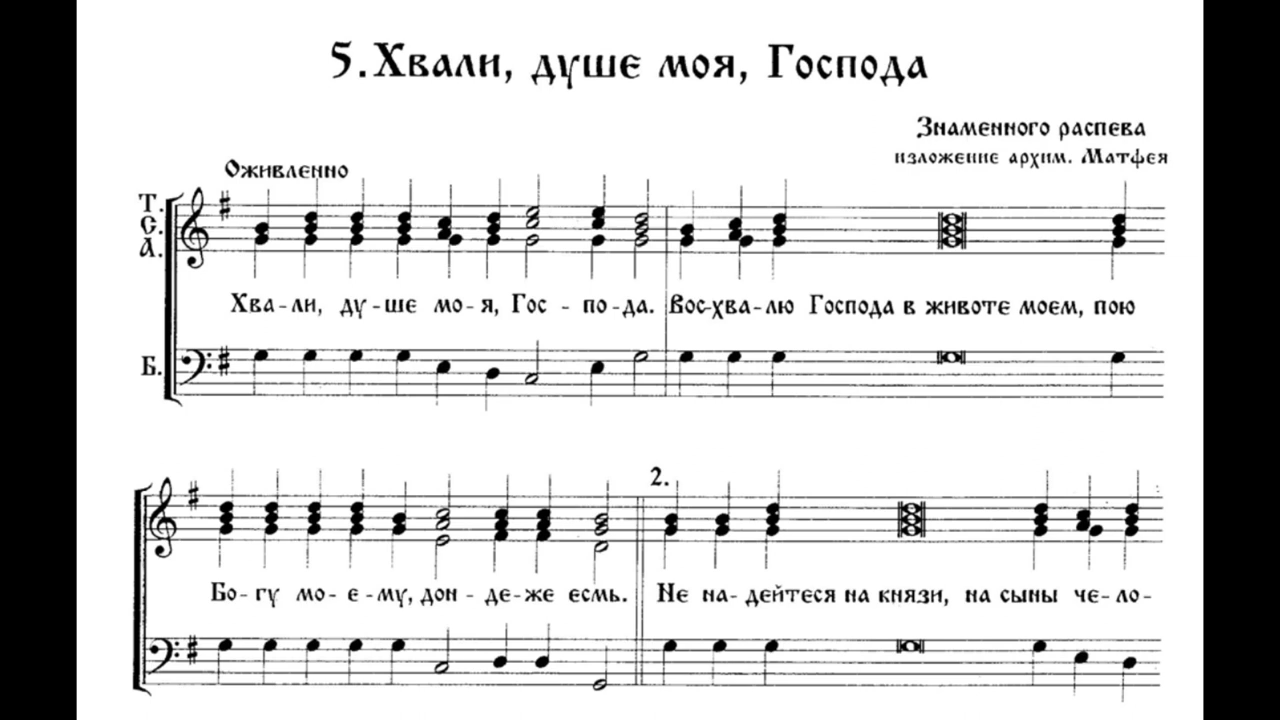 5. Хвали, душе моя, Господа
Знаменного распева
изложение архим. Матфея
Оживленно
Т.
С.
А.
Хва-ли, ду-ше мо-я, Гос-по-да. Вос-хва-лю Господа в животе моем, пою
Б.
2.
Бо-гу мо-е-му, дон-де-же есмь. Не на-дейтеся на князи, на сыны че-ло-